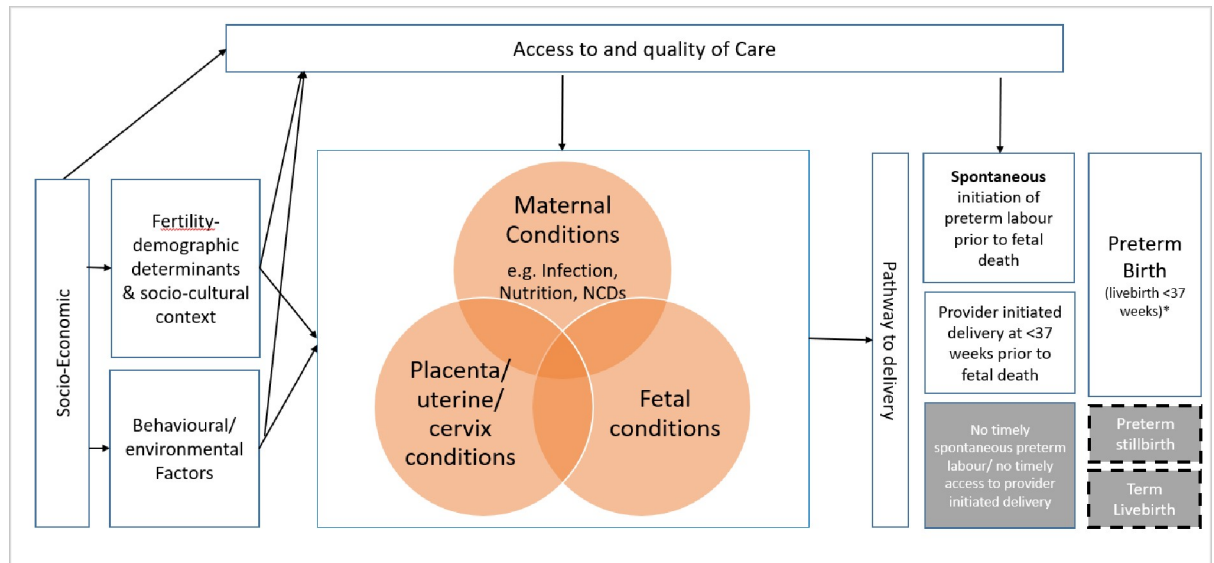 Access to and quality of Care
Socio-Economic
Fertility-
demographic
determinants
& socio-cultural
context
Behavioural/
environmental
Factors
Maternal
Conditions
e.g. Infection,
Nutrition, NCDs
Placenta/
uterine/
cervix
conditions
Fetal
conditions
Pathway to delivery
Spontaneous
initiation of
preterm labour
prior to fetal
death
Provider initiated
delivery at <37
weeks prior to
fetal death
No timely
spontaneous preterm
labour/ no timely
access to provider
initiated delivery
Preterm
Birth
(livebirth <37
weeks)*
Preterm
stillbirth
Term
Livebirth